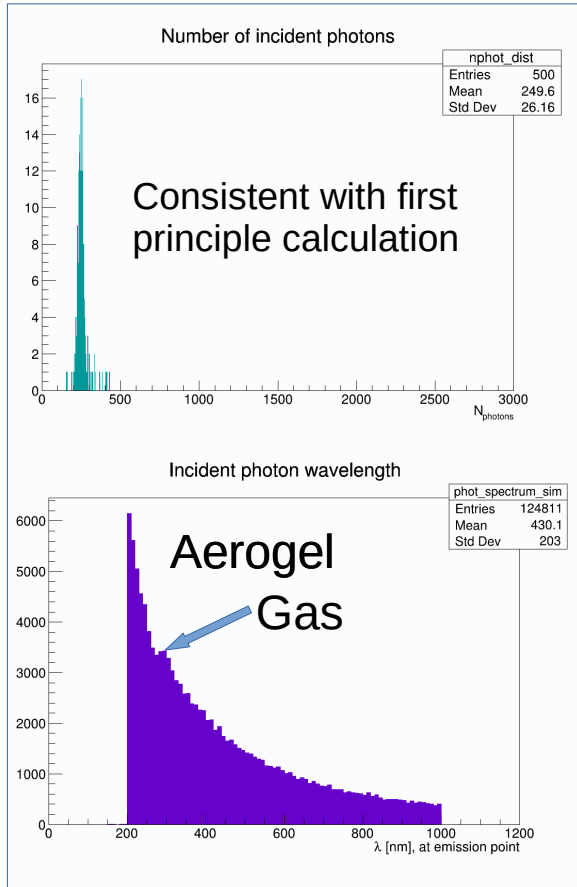 Number of incident photons
nphot_dist
Entries 500
Mean 249.6
Std Dev 26.16
16
14
12
10
8
6
4
2
0
Consistent with first
principle calculation
0 500 1000 1500 2000 2500 3000
N_photons
Incident photon wavelength
phot_spectrum_sim
Entries 124811
Mean 430.1
Std Dev 203
6000
5000
4000
3000
2000
1000
0
Aerogel
Gas
0 200 400 600 800 1000 1200
λ [nm], at emission point